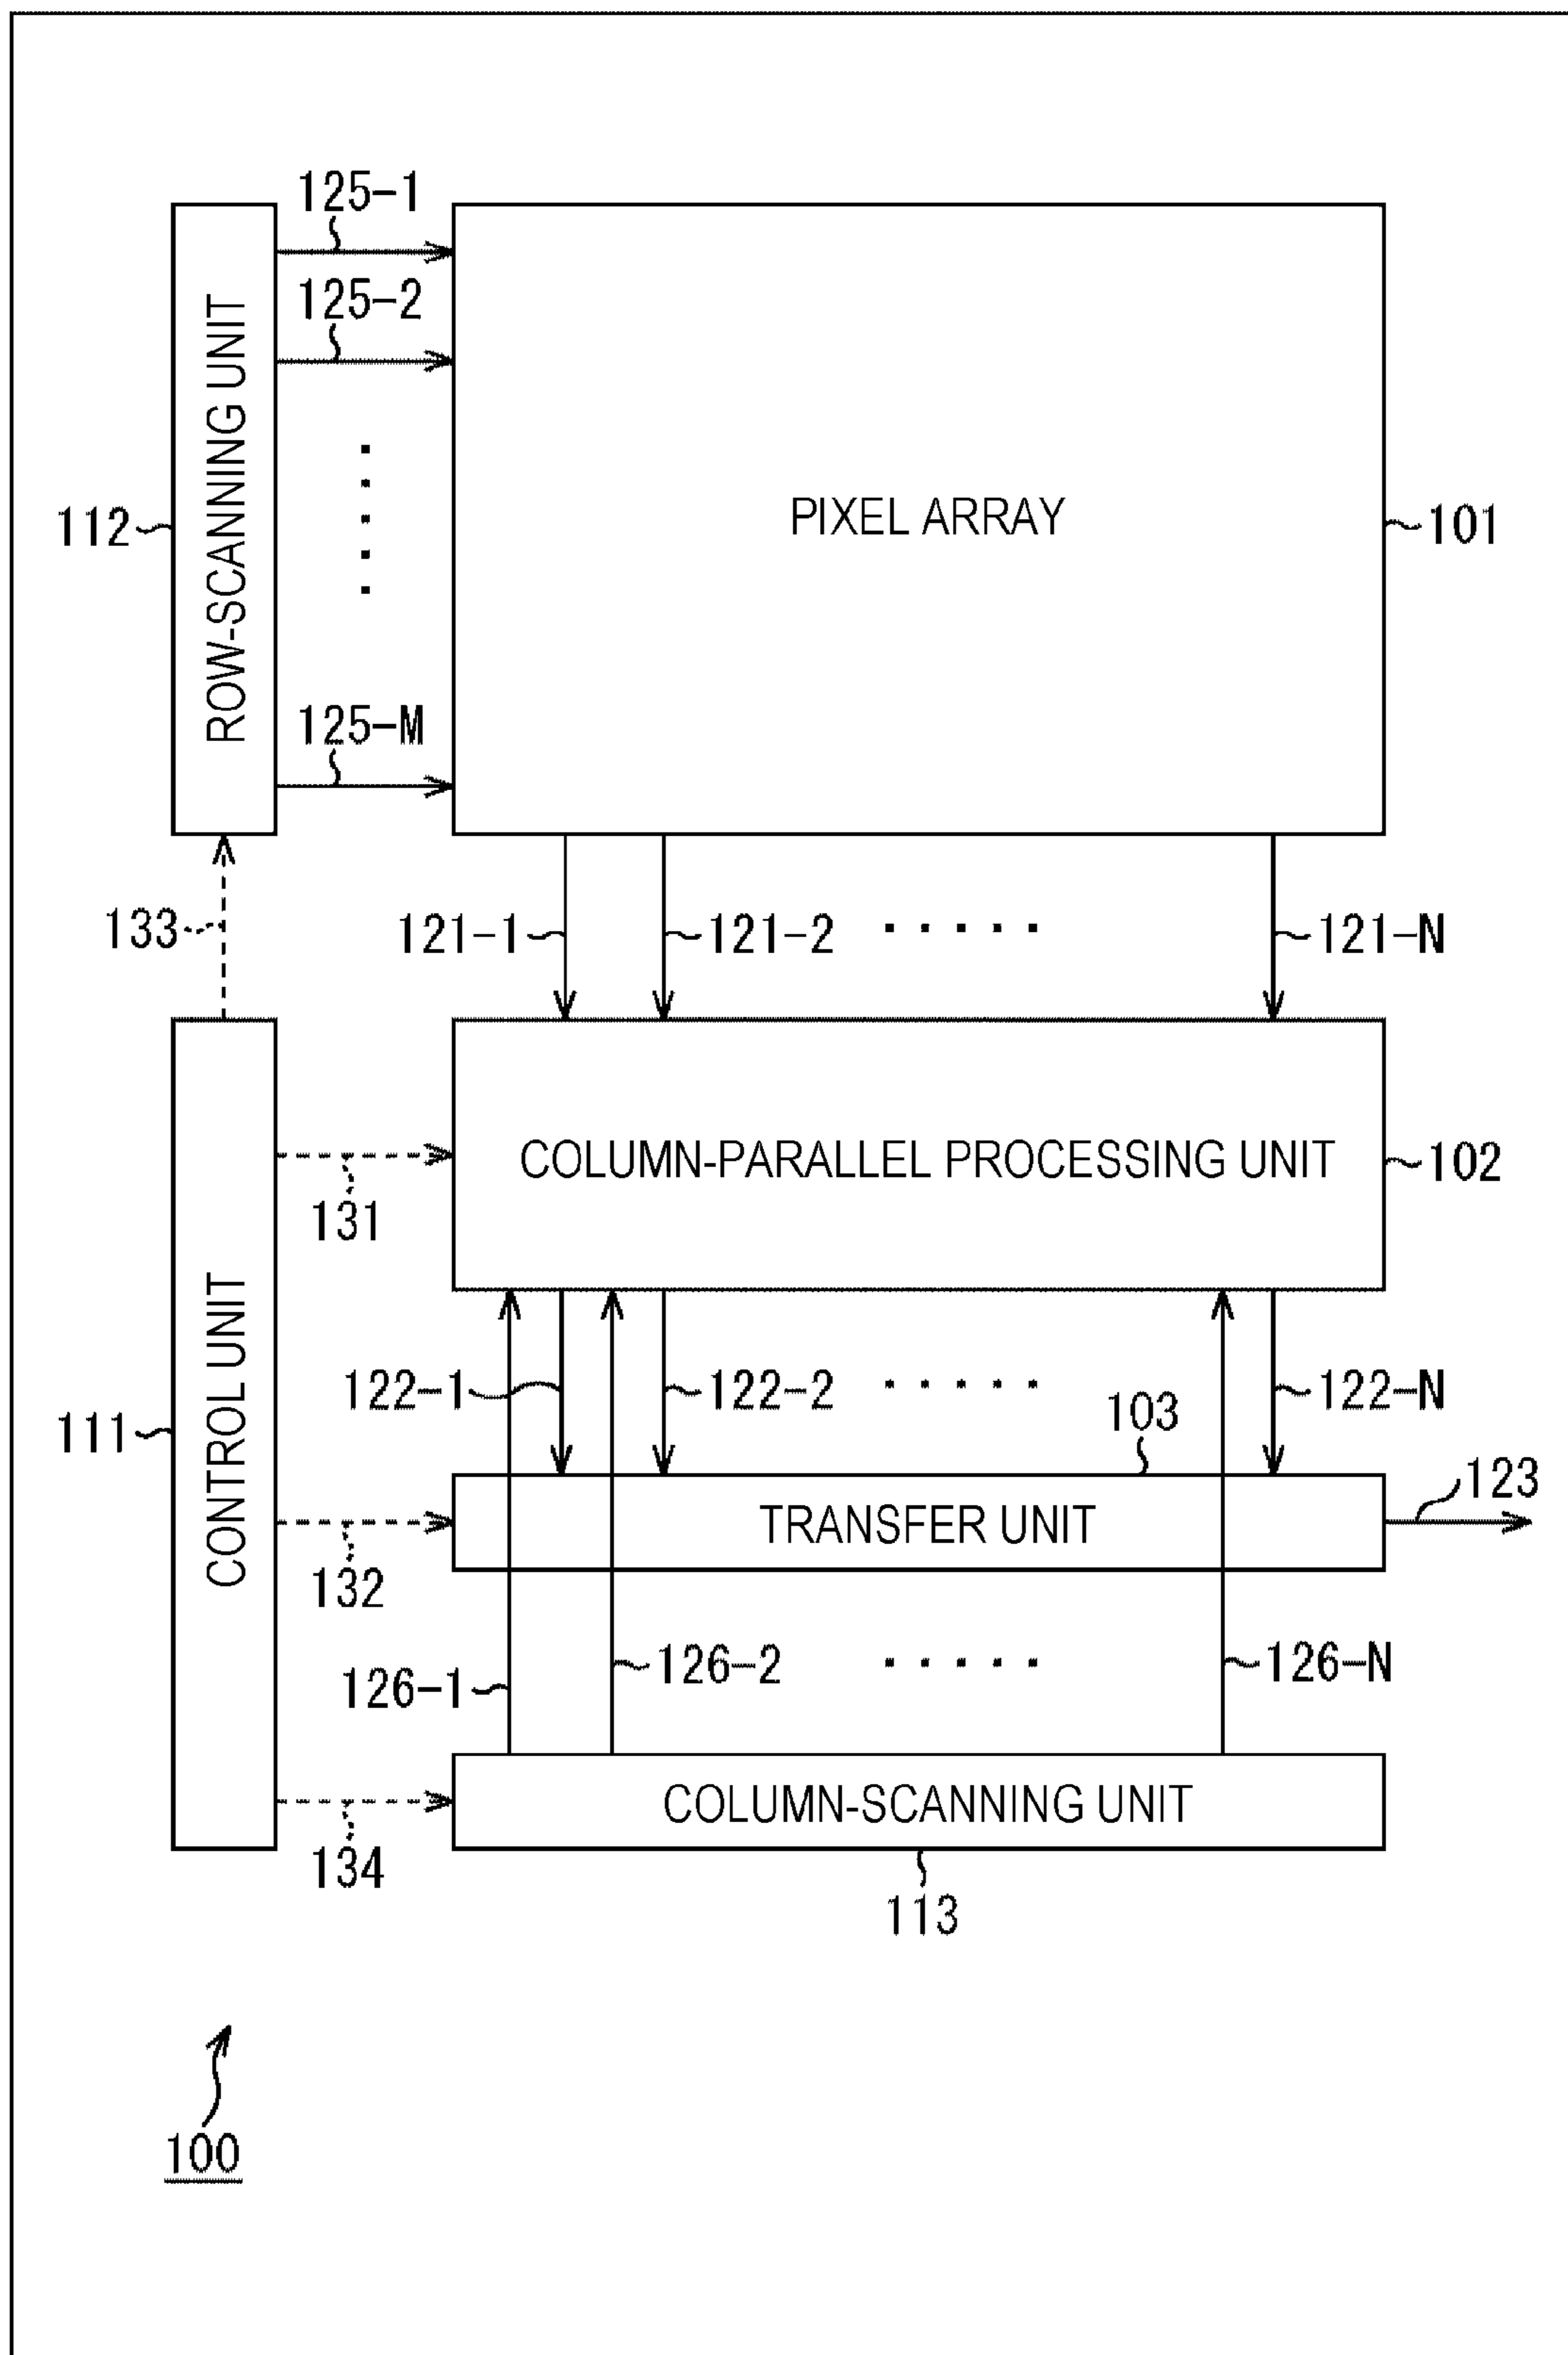 125-1
125-2
ROW-SCANNING UNIT
112
PIXEL ARRAY
101
125-M
133
121-1
121-2
121-N
COLUMN-PARALLEL PROCESSING UNIT
102
131
CONTROL UNIT
111
122-1
122-2
122-N
103
123
TRANSFER UNIT
132
126-1
126-2
126-N
COLUMN-SCANNING UNIT
134
113
100